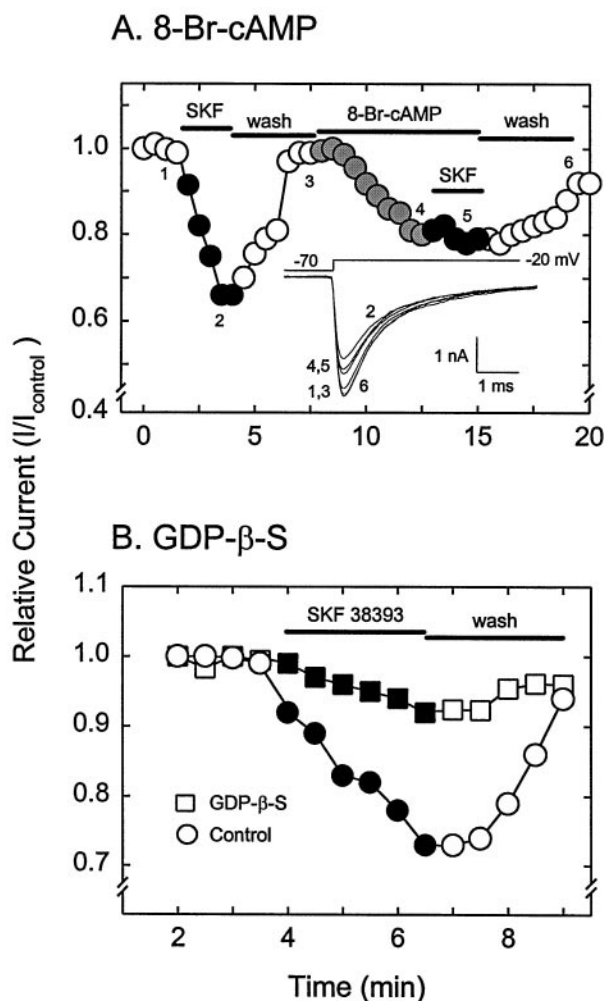 A. 8-Br-cAMP
SKF wash 8-Br-cAMP wash
SKF
1 2 3 4 5 6
-70 -20 mV
2
4,5
1,3 6
1 nA
1 ms
1.0
0.8
0.6
0.4
0 5 10 15 20
Relative Current (I/Icontrol)
B. GDP-β-S
SKF 38393 wash
GDP-β-S
Control
1.1
1.0
0.9
0.8
0.7
2 4 6 8
Time (min)